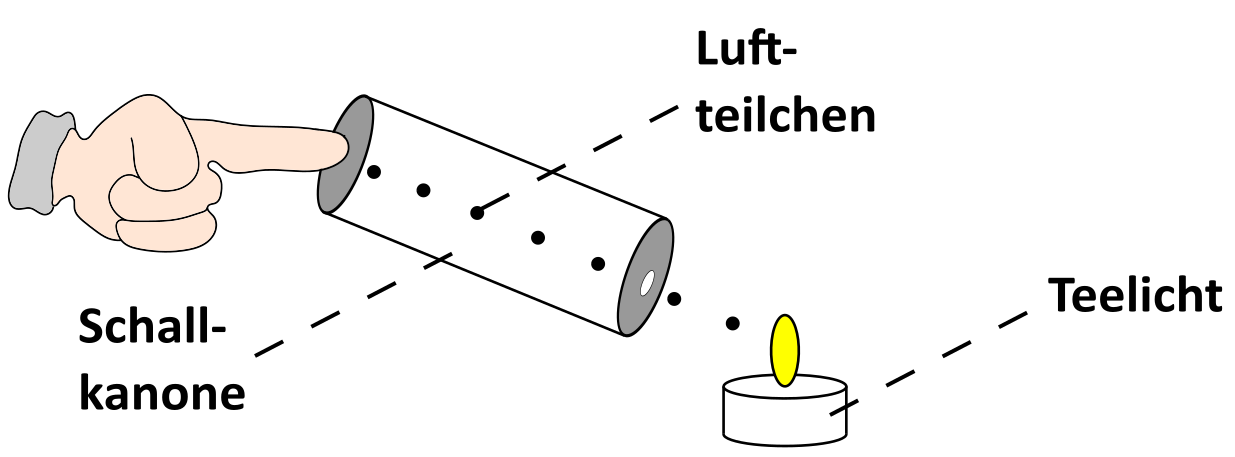 Luft-
teilchen
Schall-
kanone
Teelicht